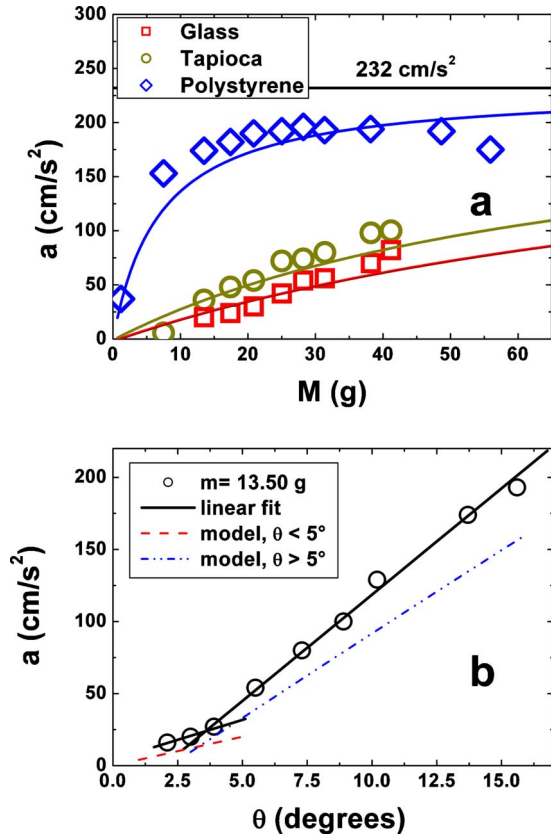 300
Glass
Tapioca
Polystyrene
250
232 cm/s²
200
150
a
100
50
0
a (cm/s²)
0 10 20 30 40 50 60
M (g)
200
m= 13.50 g
linear fit
model, θ < 5°
model, θ > 5°
150
100
50
b
0
a (cm/s²)
2.5 5.0 7.5 10.0 12.5 15.0
θ (degrees)